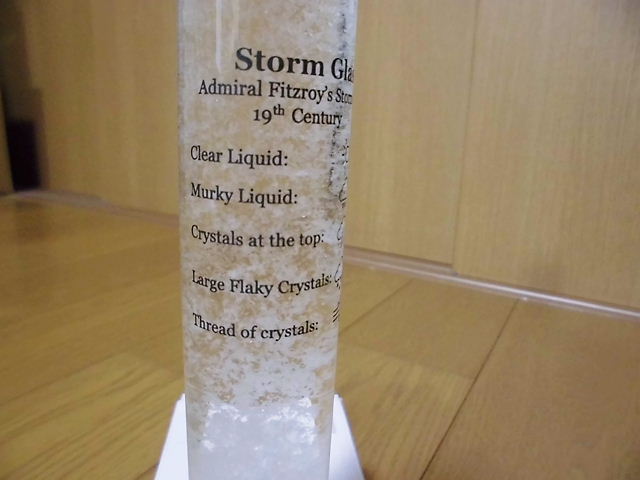 Storm Gla
Admiral Fitzroy's Storm
19th Century
Clear Liquid:
Murky Liquid:
Crystals at the top:
Large Flaky Crystals:
Thread of crystals: